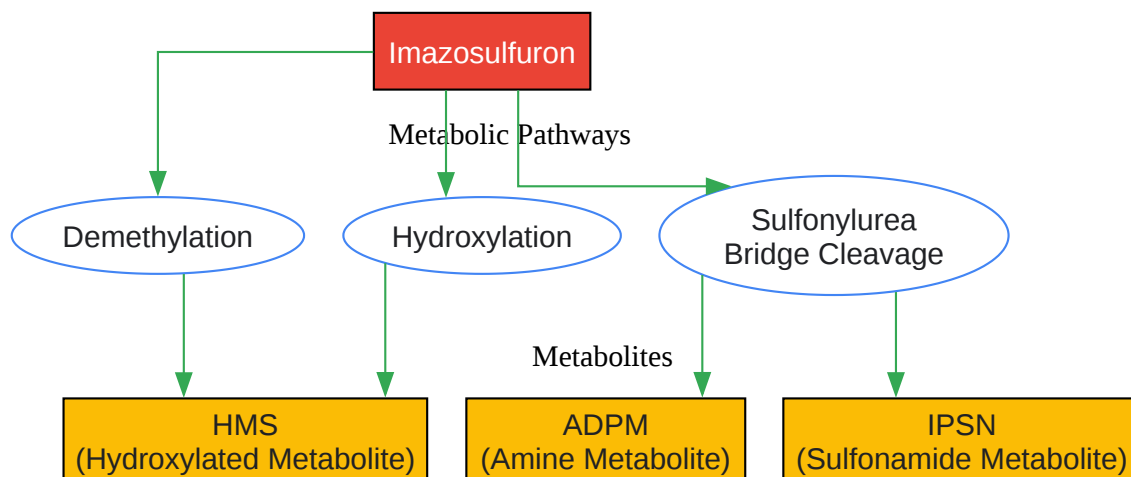 Imazosulfuron
Metabolic Pathways
Demethylation
Hydroxylation
Sulfonylurea
Bridge Cleavage
Metabolites
HMS
(Hydroxylated Metabolite)
ADPM
(Amine Metabolite)
IPSN
(Sulfonamide Metabolite)